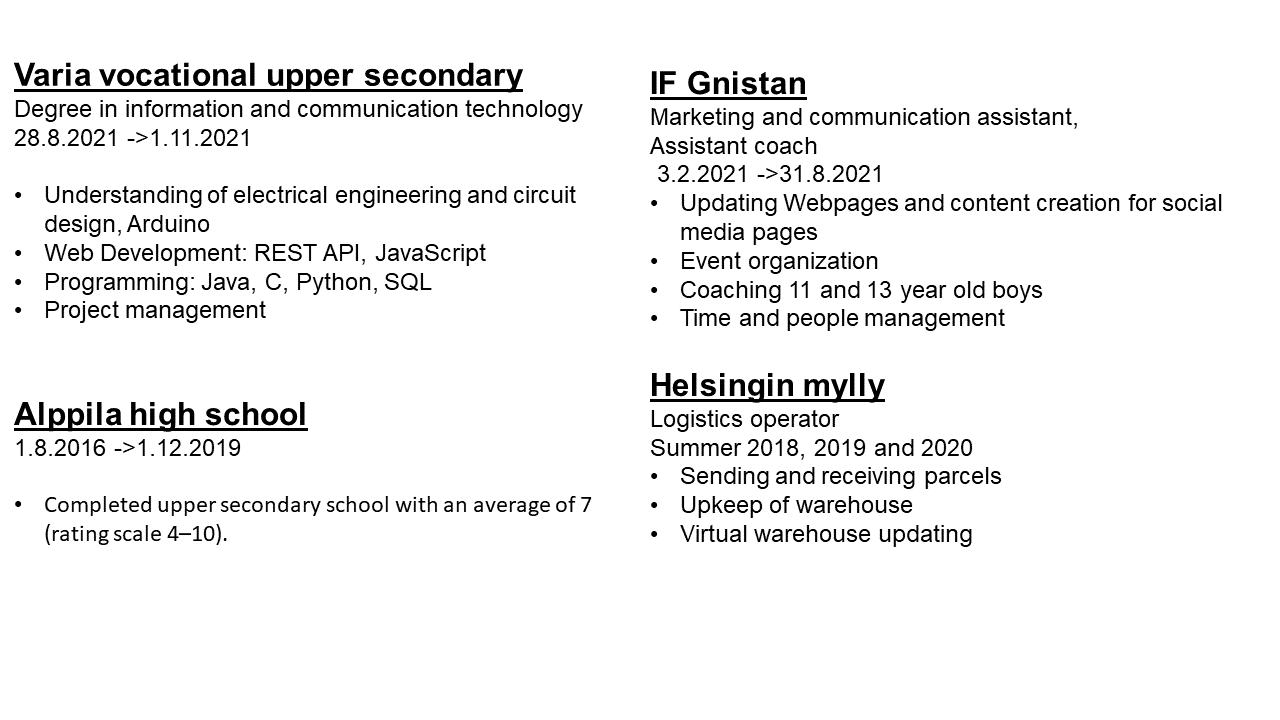 Varia vocational upper secondary
Degree in information and communication technology
28.8.2021 ->1.11.2021
• Understanding of electrical engineering and circuit
design, Arduino
• Web Development: REST API, JavaScript
• Programming: Java, C, Python, SQL
• Project management
Alppila high school
1.8.2016 ->1.12.2019
• Completed upper secondary school with an average of 7
(rating scale 4–10).
IF Gnistan
Marketing and communication assistant,
Assistant coach
3.2.2021 ->31.8.2021
• Updating Webpages and content creation for social
media pages
• Event organization
• Coaching 11 and 13 year old boys
• Time and people management
Helsingin mylly
Logistics operator
Summer 2018, 2019 and 2020
• Sending and receiving parcels
• Upkeep of warehouse
• Virtual warehouse updating